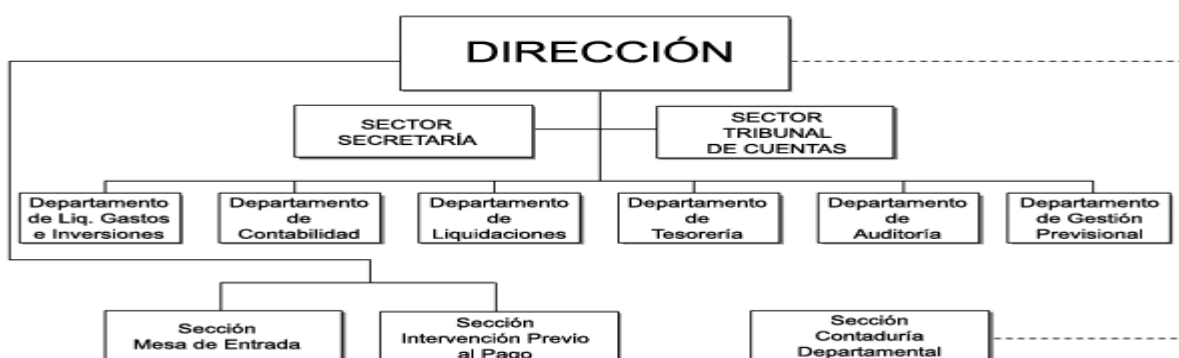 DIRECCIÓN
SECTOR
SECRETARÍA
SECTOR
TRIBUNAL
DE CUENTAS
Departamento
de Liq. Gastos
e Inversiones
Departamento
de
Contabilidad
Departamento
de
Liquidaciones
Departamento
de
Tesorería
Departamento
de
Auditoría
Departamento
de Gestión
Previsional
Sección
Mesa de Entrada
Sección
Intervención Previo
al Pago
Sección
Contaduría
Departamental